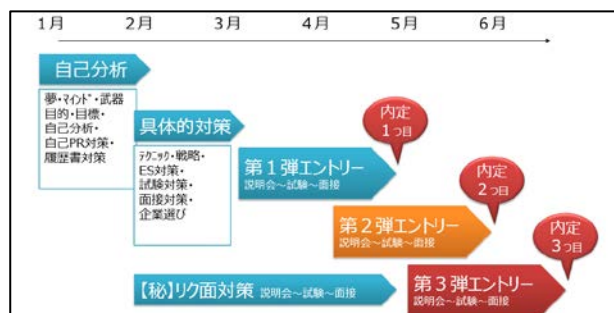 1月 2月 3月 4月 5月 6月
自己分析
夢・マインド・武器
目的・目標・
自己分析・
自己PR対策・
履歴書対策
具体的対策
テクニック・戦略・
ES対策・
試験対策・
面接対策・
企業選び
第1弾エントリー
説明会～試験～面接
内定
1つ目
第2弾エントリー
説明会～試験～面接
内定
2つ目
【秘】リク面対策 説明会～試験～面接
第3弾エントリー
説明会～試験～面接
内定
3つ目